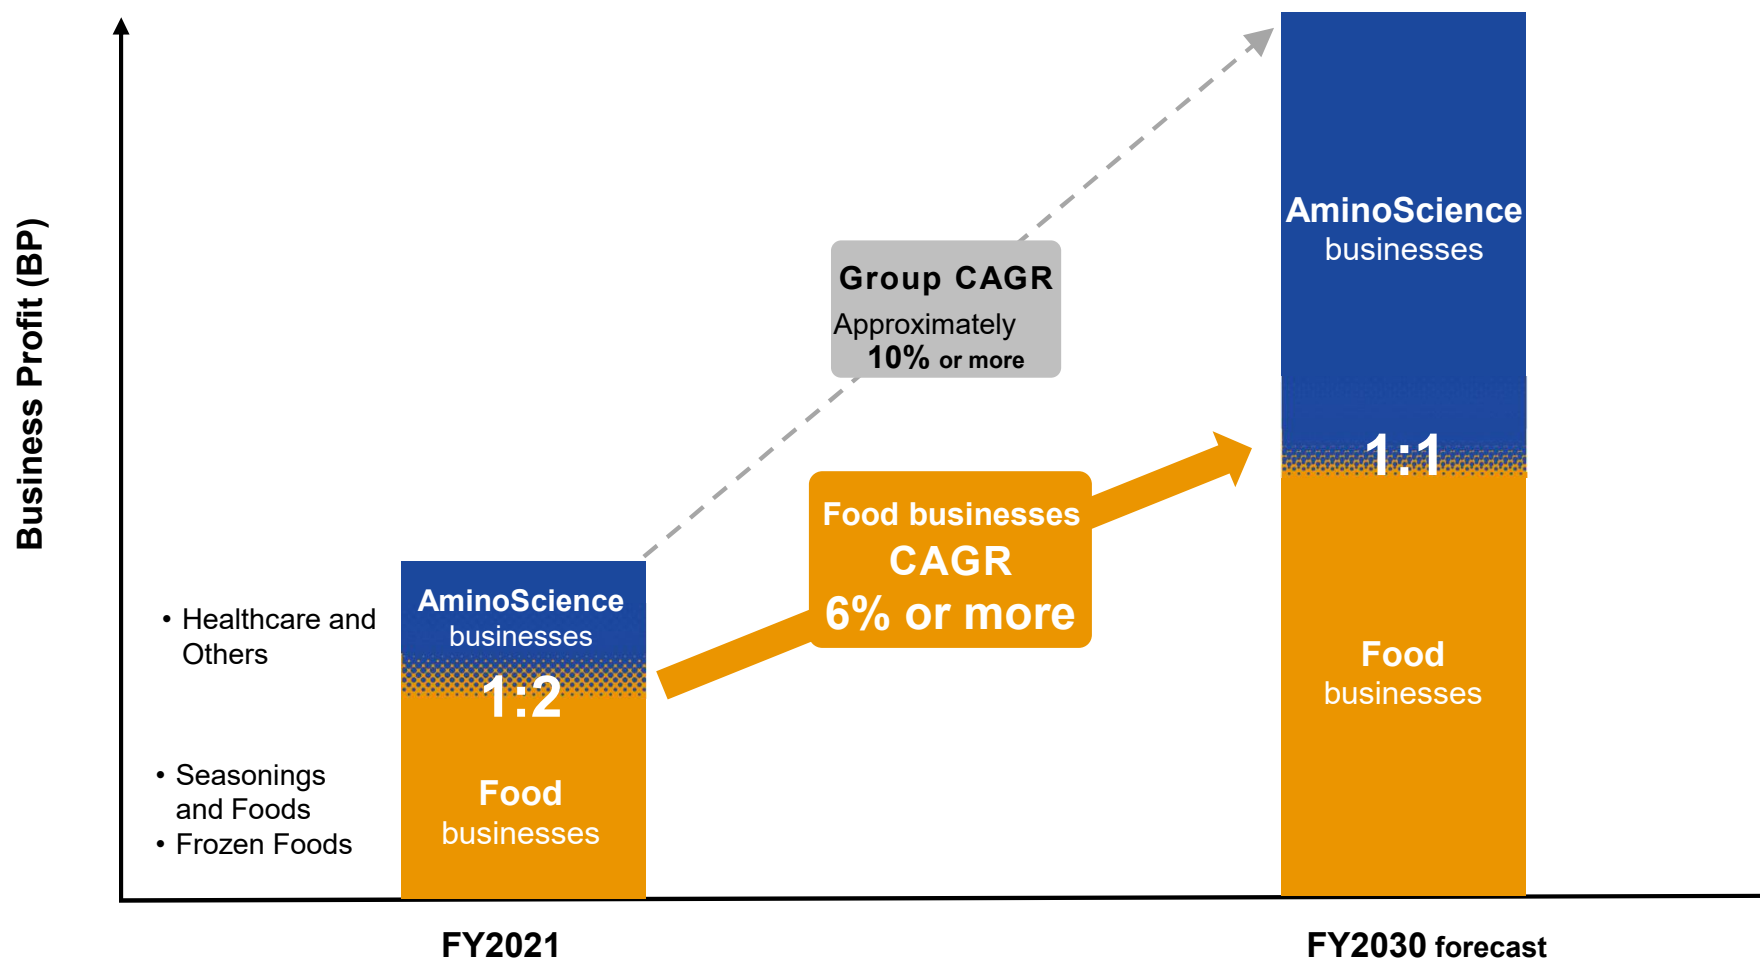 Business Profit (BP)
Group CAGR
Approximately
10% or more
Food businesses
CAGR
6% or more
• Healthcare and
Others
• Seasonings
and Foods
• Frozen Foods
AminoScience
businesses
1:2
Food
businesses
AminoScience
businesses
1:1
Food
businesses
FY2021
FY2030 forecast